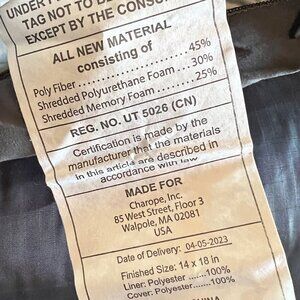 UNDER
TAG NOT TO BE
EXCEPT BY THE CONSU
ALL NEW MATERIAL
consisting of
Poly Fiber..................45%
Shredded Polyurethane Foam....30%
Shredded Memory Foam.......25%
REG. NO. UT 5026 (CN)
Certification is made by the
manufacturer that the materials
in this article are described in
accordance with law
MADE FOR
Charope, Inc.
85 West Street, Floor 3
Walpole, MA 02081
USA
Date of Delivery: 04-05-2023
Finished Size: 14 x 18 in
Liner: Polyester ......100%
Cover: Polyester......100%